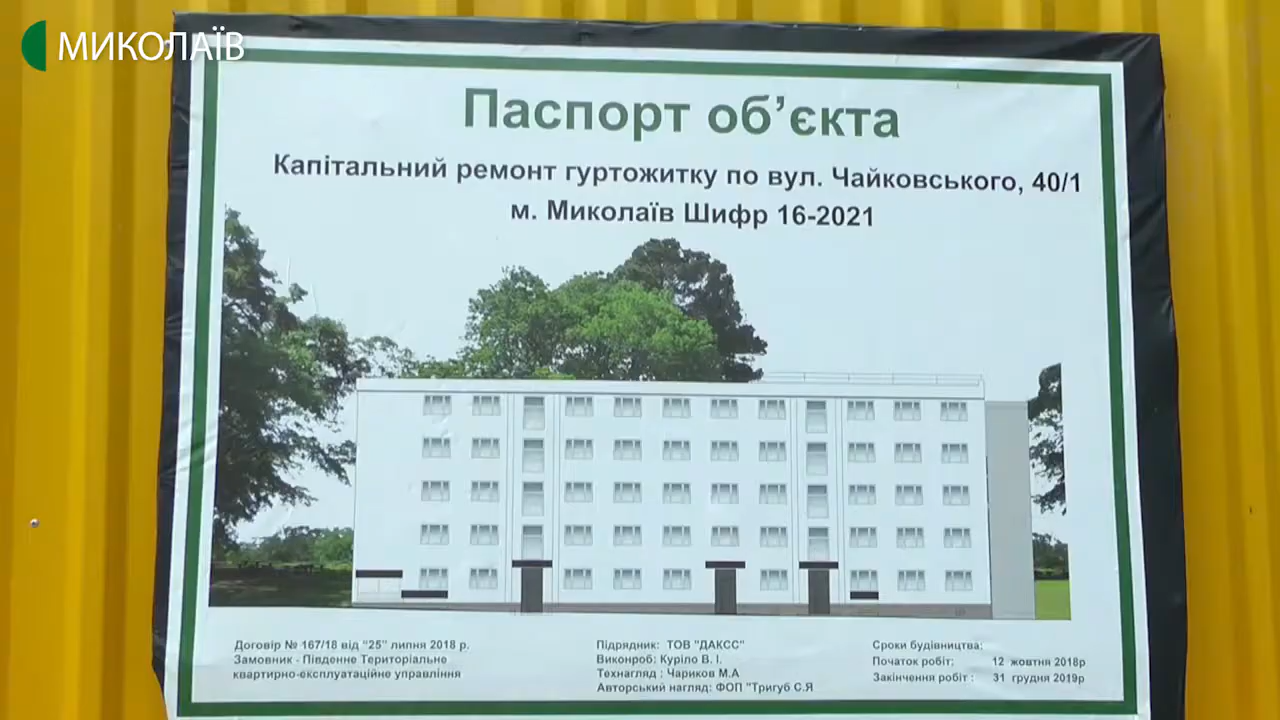 МИКОЛАЇВ
Паспорт об’єкта
Капітальний ремонт гуртожитку по вул. Чайковського, 40/1
м. Миколаїв Шифр 16-2021
Договір № 167/18 від "25" липня 2018 р.
Замовник - Південне Територіальне
квартирно-експлуатаційне управління
Підрядник: ТОВ "ДАКСС"
Виконроб: Куріло В. І.
Технагляд : Чариков М.А
Авторський нагляд: ФОП "Тригуб С.Я
Сроки будівництва:
Початок робіт: 12 жовтня 2018р
Закінчення робіт : 31 грудня 2019р